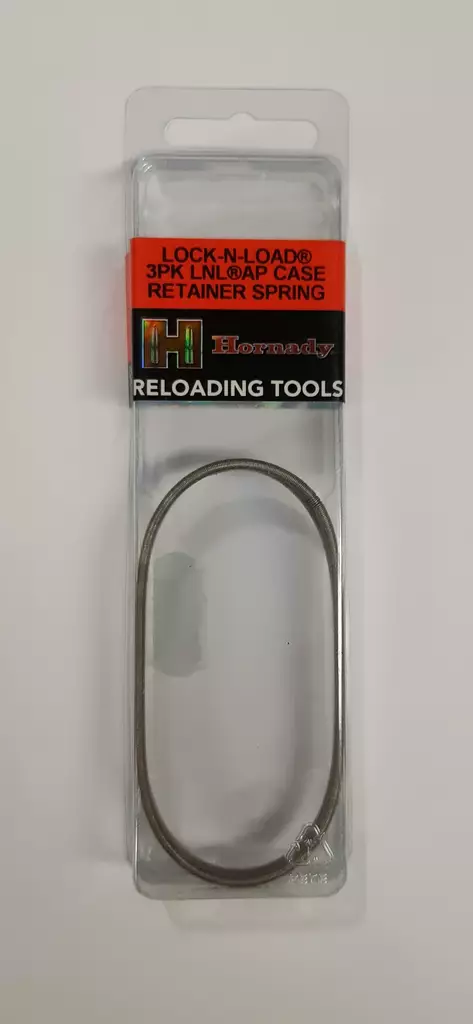 LOCK-N-LOAD®
3PK LNL®AP CASE
RETAINER SPRING
H Hornady
RELOADING TOOLS